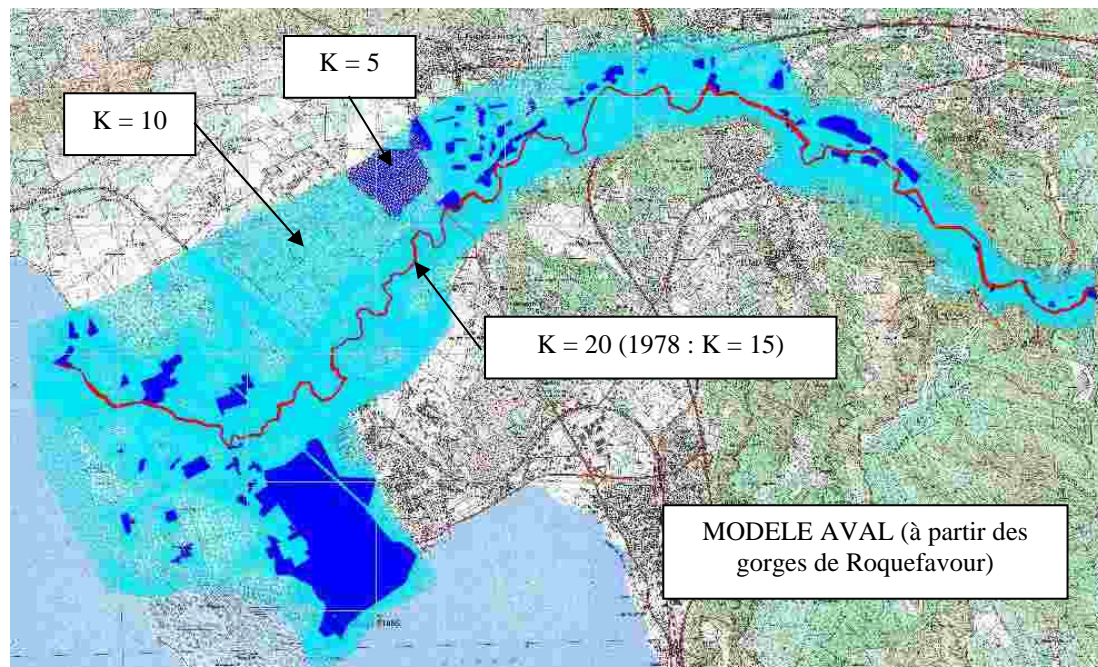 K = 5
K = 10
K = 20 (1978 : K = 15)
MODELE AVAL (à partir des
gorges de Roquefavour)